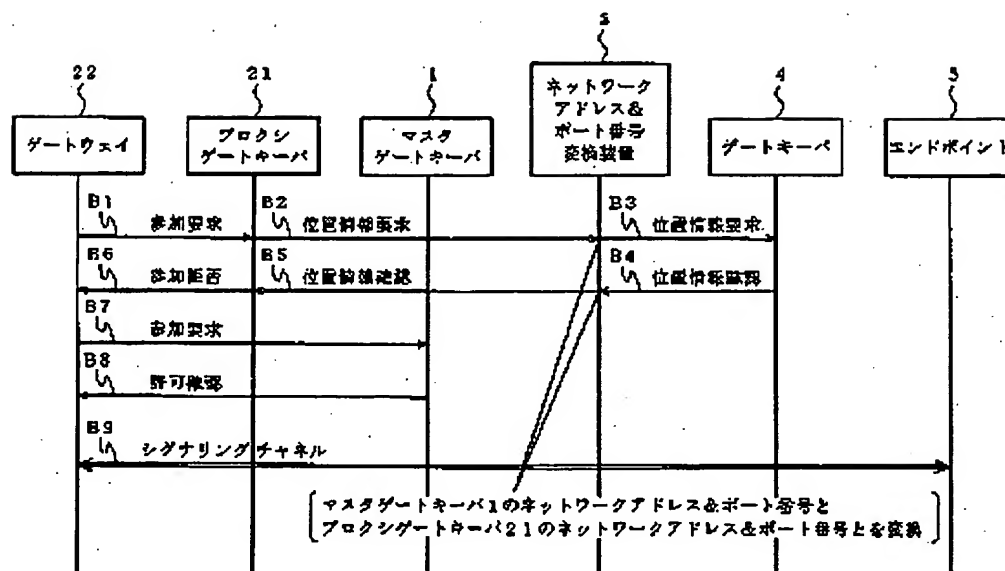 22
21
1
5
4
3
ゲートウェイ
プロクシ
ゲートキーパ
マスタ
ゲートキーパ
ネットワーク
アドレス&
ポート番号
変換装置
ゲートキーパ
エンドポイント
B1
参加要求
B2
位置情報要求
B3
位置情報要求
B6
参加拒否
B5
位置情報確認
B4
位置情報確認
B7
参加要求
B8
許可確認
B9
シグナリングチャネル
マスタゲートキーパ1のネットワークアドレス&ポート番号と
プロクシゲートキーパ21のネットワークアドレス&ポート番号とを変換